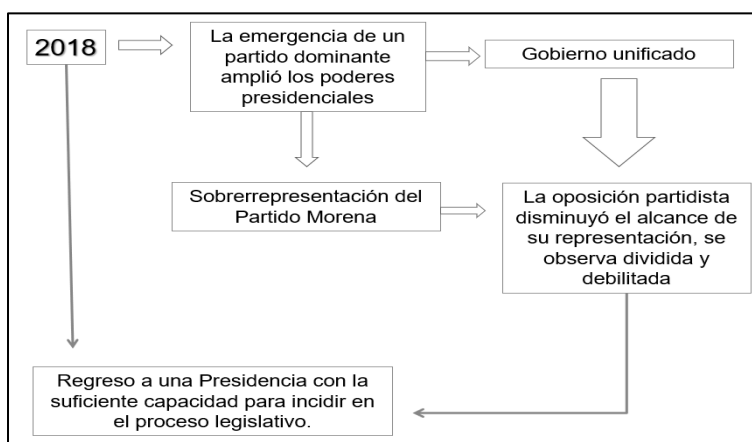 2018
La emergencia de un
partido dominante
amplió los poderes
presidenciales
Gobierno unificado
Sobrerrepresentación del
Partido Morena
La oposición partidista
disminuyó el alcance de
su representación, se
observa dividida y
debilitada
Regreso a una Presidencia con la
suficiente capacidad para incidir en
el proceso legislativo.